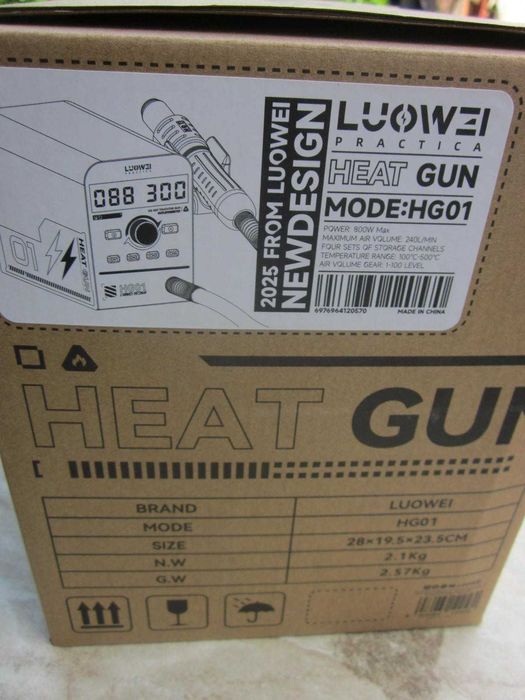 LUOWEI
PRACTICA
HEAT GUN
MODE:HG01
POWER: 800W Max
MAXIMUM AIR VOLUME: 240L/MIN
FOUR SETS OF STORAGE CHANNELS
TEMPERATURE RANGE: 100°C-500°C
AIR VOLUME GEAR: 1-100 LEVEL
6976964120570
MADE IN CHINA
2025 FROM LUOWEI
NEWDESIGN
LUOWEI
088 300
01
HEAT
HG01
HEAT GUN
BRAND LUOWEI
MODE HG01
SIZE 28×19.5×23.5CM
N.W 2.1Kg
G.W 2.57Kg